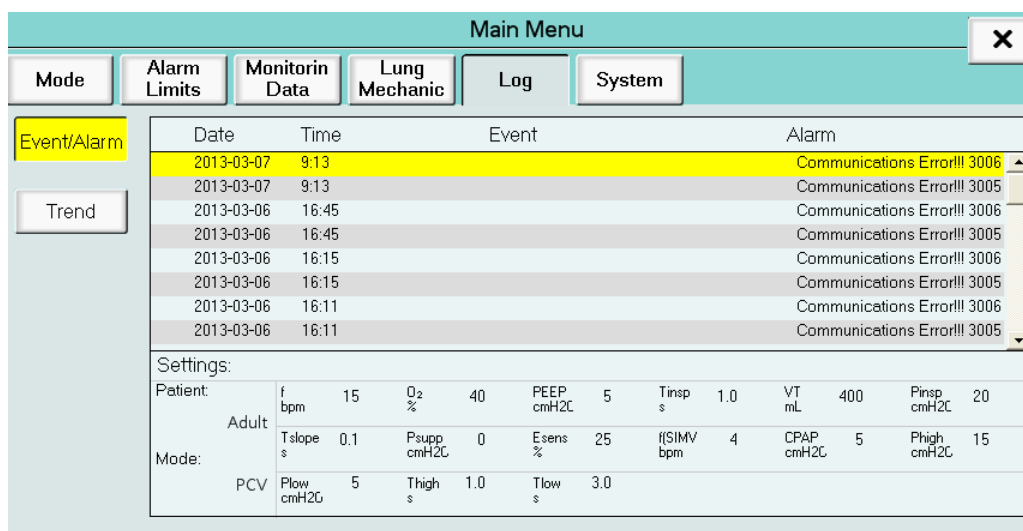 Main Menu
Mode
Alarm Limits
Monitorin Data
Lung Mechanic
Log
System
Event/Alarm
Trend
Date Time Event Alarm
2013-03-07 9:13 Communications Error!!! 3006
2013-03-07 9:13 Communications Error!!! 3005
2013-03-06 16:45 Communications Error!!! 3006
2013-03-06 16:45 Communications Error!!! 3005
2013-03-06 16:15 Communications Error!!! 3006
2013-03-06 16:15 Communications Error!!! 3005
2013-03-06 16:11 Communications Error!!! 3006
2013-03-06 16:11 Communications Error!!! 3005
Settings:
Patient: Adult
Mode: PCV
f bpm 15 O₂ % 40 PEEP cmH2C 5 Tinsp s 1.0 VT mL 400 Pinsp cmH2C 20
Tslope s 0.1 Psupp cmH2C 0 Esens % 25 f(SIMV bpm 4 CPAP cmH2C 5 Phigh cmH2C 15
Plow cmH2C 5 Thigh s 1.0 Tlow s 3.0